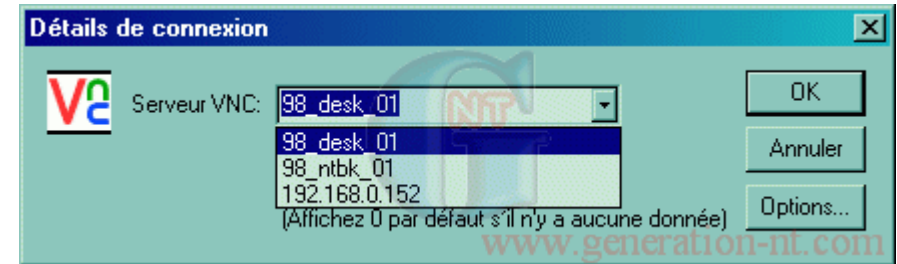 Détails de connexion
VNC
Serveur VNC:
98_desk_01
OK
98_desk_01
98_ntbk_01
192.168.0.152
Annuler
(Affichez 0 par défaut s'il n'y a aucune donnée)
Options...
GNT
www.generation-nt.com